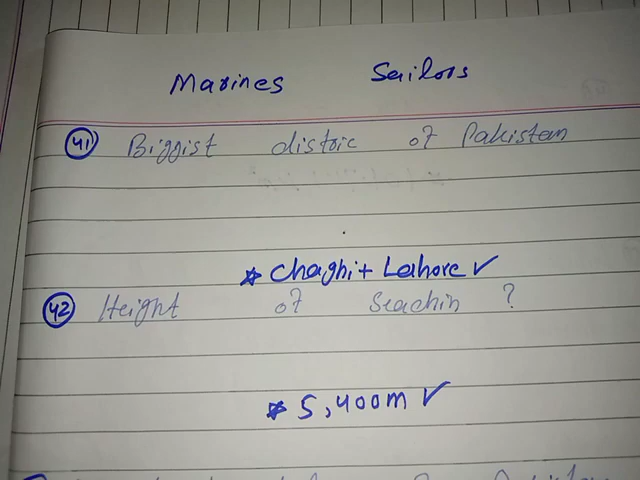 Marines Sailors
41 Biggist distric of Pakistan
* Chaghi + Lahore ✓
42 Height of Seachin ?
* 5,400m ✓